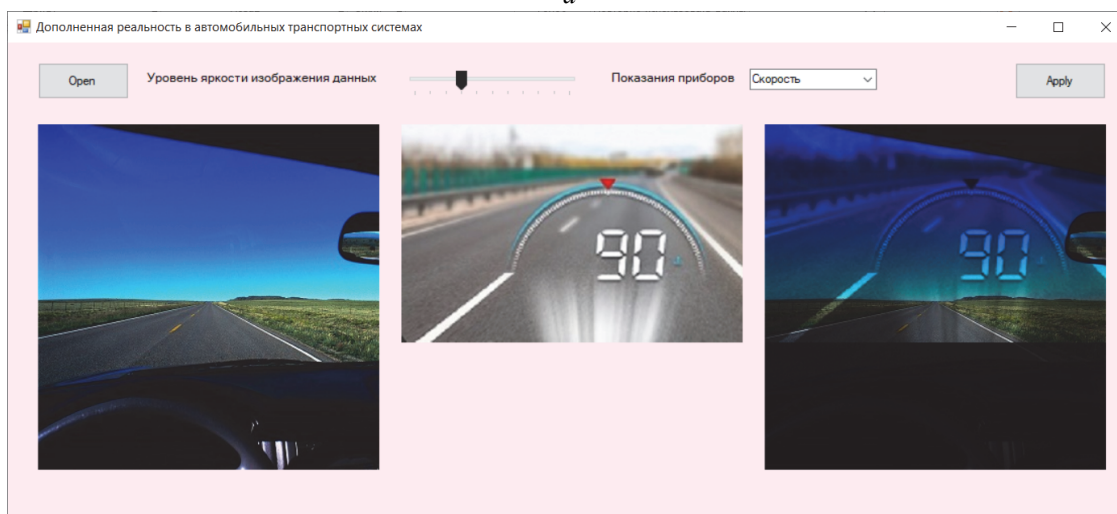 а
Дополненная реальность в автомобильных транспортных системах
Open
Уровень яркости изображения данных
Показания приборов
Скорость
Apply
90
90